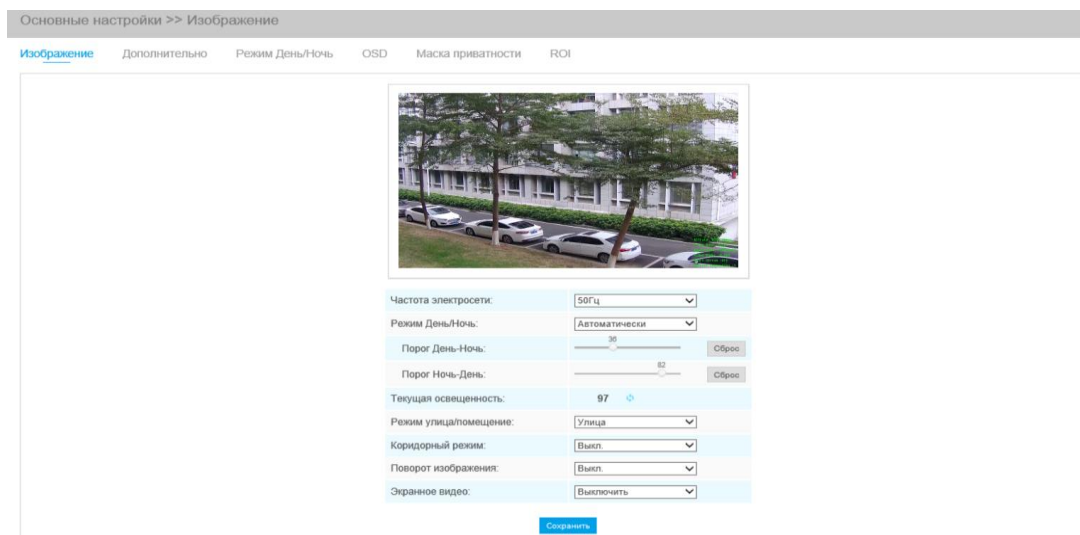 Основные настройки >> Изображение
Изображение Дополнительно Режим День/Ночь OSD Маска приватности ROI
Частота электросети: 50Гц
Режим День/Ночь: Автоматически
36
Порог День-Ночь: Сброс
82
Порог Ночь-День: Сброс
Текущая освещенность: 97
Режим улица/помещение: Улица
Коридорный режим: Выкл.
Поворот изображения: Выкл.
Экранное видео: Выключить
Сохранить